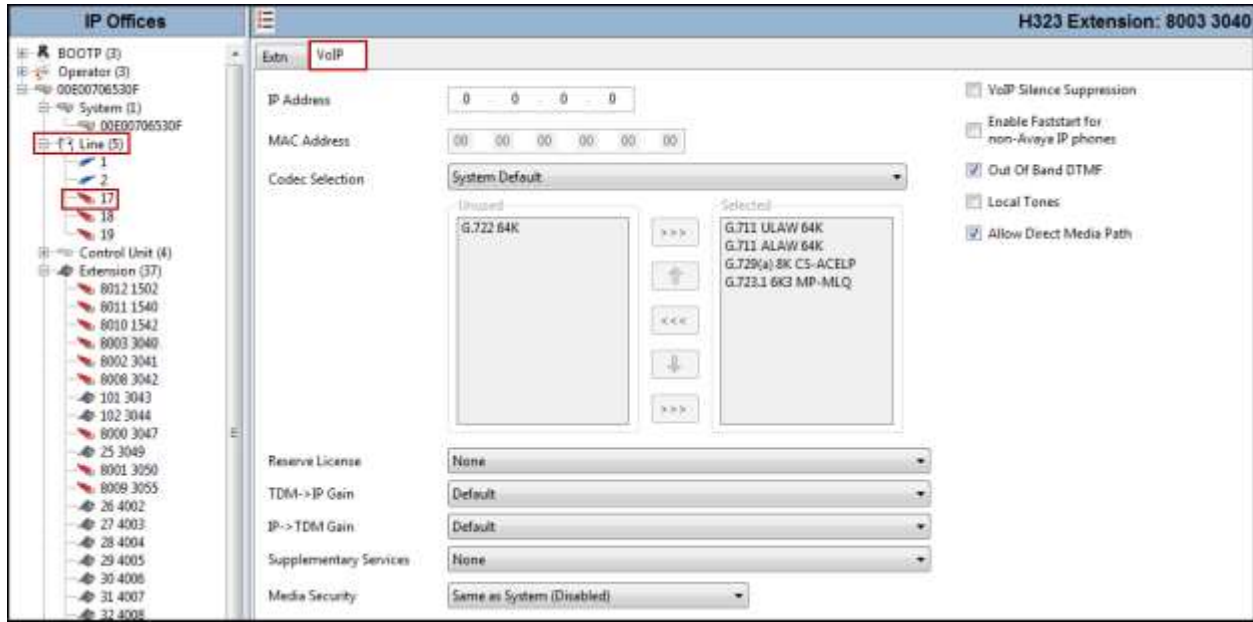 IP Offices
BOOTP (3)
Operator (3)
00E00706530F
System (1)
00E00706530F
Line (5)
1
2
17
18
19
Control Unit (4)
Extension (37)
8012 1502
8011 1540
8010 1542
8003 3040
8002 3041
8008 3042
101 3043
102 3044
8000 3047
25 3049
8001 3050
8009 3055
26 4002
27 4003
28 4004
29 4005
30 4006
31 4007
32 4008
H323 Extension: 8003 3040
Extn VoIP
IP Address
0 . 0 . 0 . 0
MAC Address
00 00 00 00 00 00
Codec Selection
System Default
Unused
G.722 64K
>>>
<<<
>>>
Selected
G.711 ULAW 64K
G.711 ALAW 64K
G.729(a) 8K CS-ACELP
G.723.1 6K3 MP-MLQ
Reserve License
None
TDM->IP Gain
Default
IP->TDM Gain
Default
Supplementary Services
None
Media Security
Same as System (Disabled)
VoIP Silence Suppression
Enable Faststart for
non-Avaya IP phones
Out Of Band DTMF
Local Tones
Allow Direct Media Path